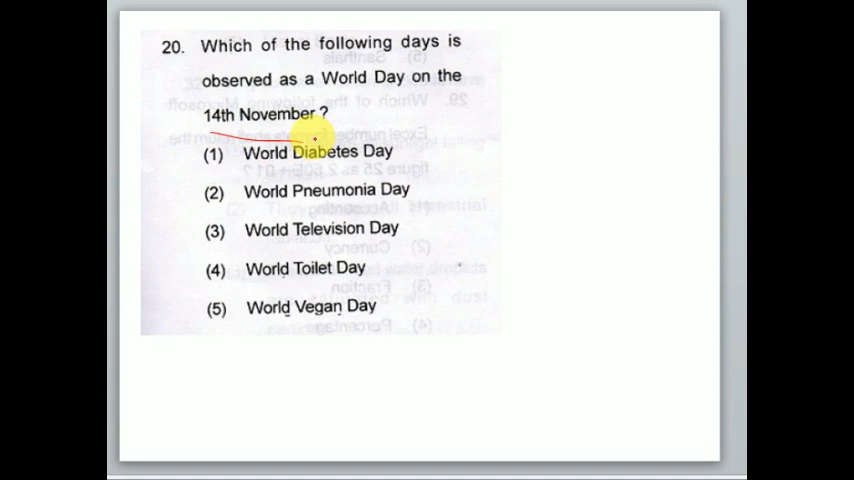 20. Which of the following days is
observed as a World Day on the
14th November ?
(1) World Diabetes Day
(2) World Pneumonia Day
(3) World Television Day
(4) World Toilet Day
(5) World Vegan Day